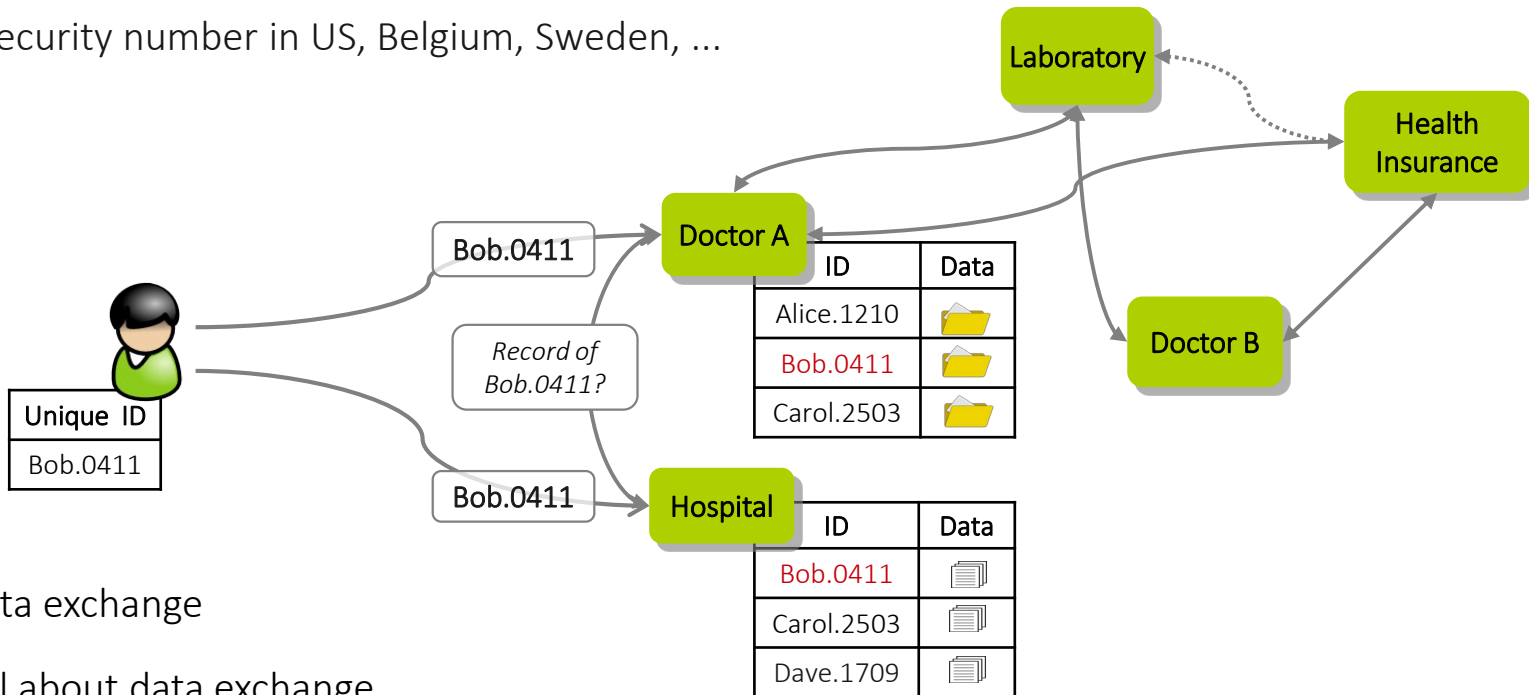 ecurity number in US, Belgium, Sweden, ...
Laboratory
Health
Insurance
Doctor A
Bob.0411
ID Data
Alice.1210
Bob.0411
Carol.2503
Record of
Bob.0411?
Doctor B
Unique ID
Bob.0411
Bob.0411
Hospital
ID Data
Bob.0411
Carol.2503
Dave.1709
ta exchange
l about data exchange